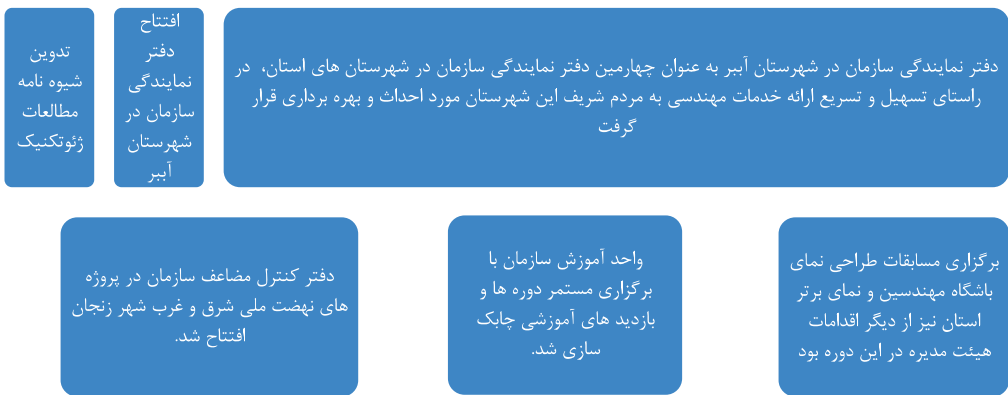 دفتر نمایندگی سازمان در شهرستان آببر به عنوان چهارمین دفتر نمایندگی سازمان در شهرستان های استان، در
راستای تسهیل و تسریع ارائه خدمات مهندسی به مردم شریف این شهرستان مورد احداث و بهره برداری قرار
گرفت
افتتاح
دفتر
نمایندگی
سازمان در
شهرستان
آببر
تدوین
شیوه نامه
مطالعات
ژئوتکنیک
برگزاری مسابقات طراحی نمای
باشگاه مهندسین و نمای برتر
استان نیز از دیگر اقدامات
هیئت مدیره در این دوره بود
واحد آموزش سازمان با
برگزاری مستمر دوره ها و
بازدید های آموزشی چابک
سازی شد.
دفتر کنترل مضاعف سازمان در پروژه
های نهضت ملی شرق و غرب شهر زنجان
افتتاح شد.